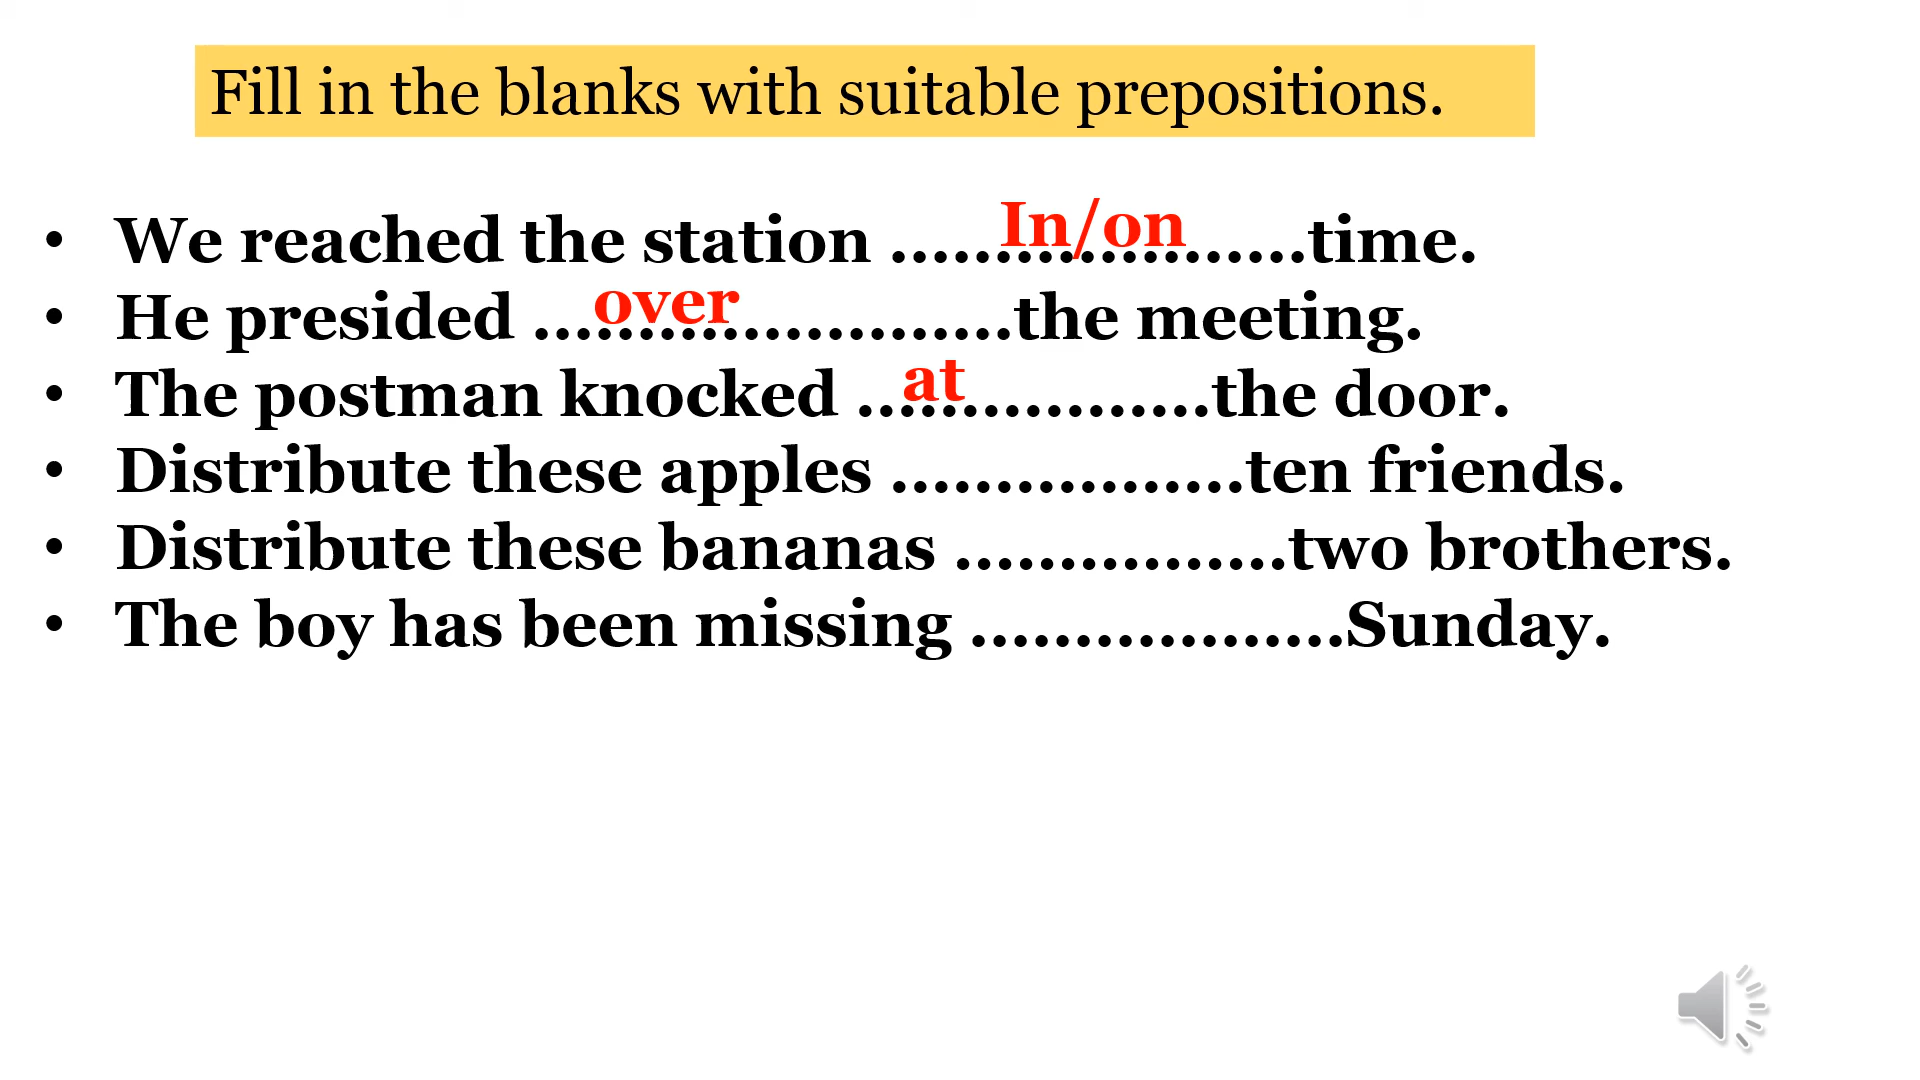 Fill in the blanks with suitable prepositions.
• We reached the station ....................time. In/on
• He presided .......................the meeting. over
• The postman knocked .................the door. at
• Distribute these apples .................ten friends.
• Distribute these bananas ................two brothers.
• The boy has been missing ..................Sunday.